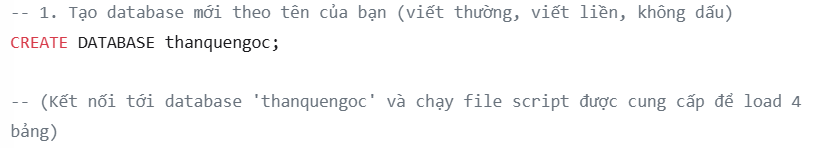 -- 1. Tạo database mới theo tên của bạn (viết thường, viết liền, không dấu)
CREATE DATABASE thanquengoc;
-- (Kết nối tới database 'thanquengoc' và chạy file script được cung cấp để load 4
bảng)